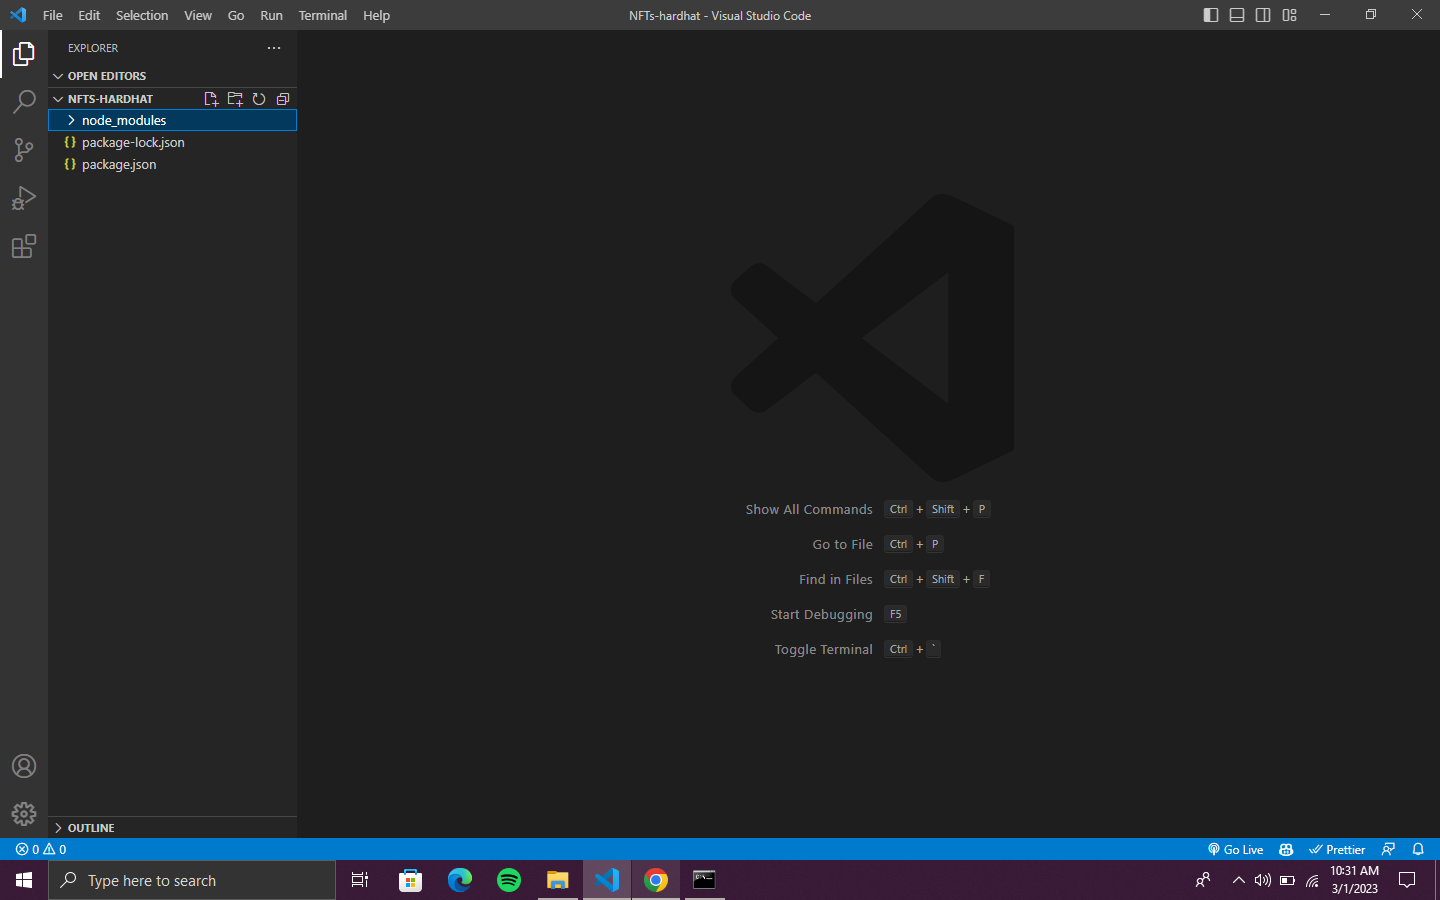 File Edit Selection View Go Run Terminal Help
NFTs-hardhat - Visual Studio Code
EXPLORER
OPEN EDITORS
NFTS-HARDHAT
node_modules
{} package-lock.json
{} package.json
Show All Commands Ctrl + Shift + P
Go to File Ctrl + P
Find in Files Ctrl + Shift + F
Start Debugging F5
Toggle Terminal Ctrl + `
OUTLINE
0 0
Go Live
Prettier
Type here to search
C:\.
10:31 AM
3/1/2023